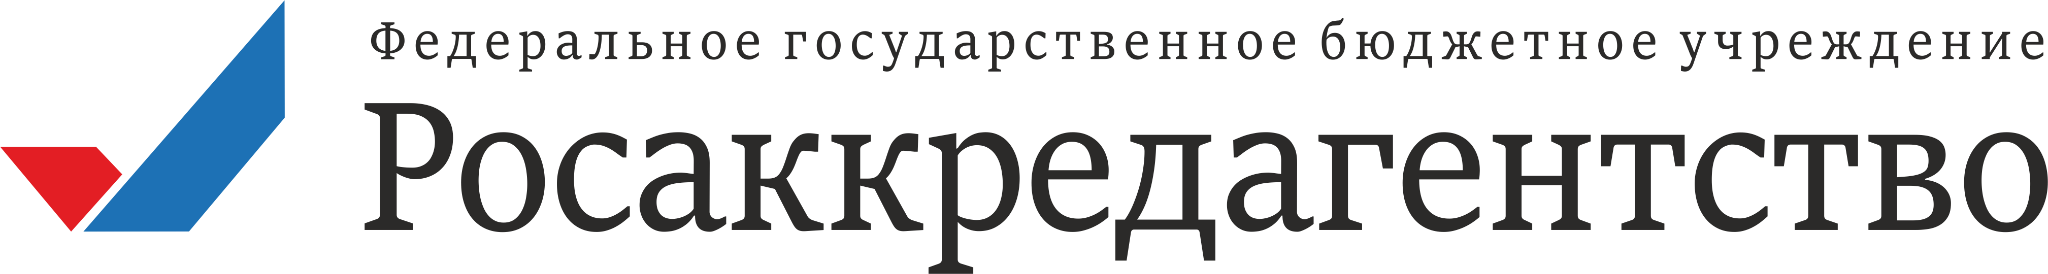 Федеральное государственное бюджетное учреждение
Росаккредагентство